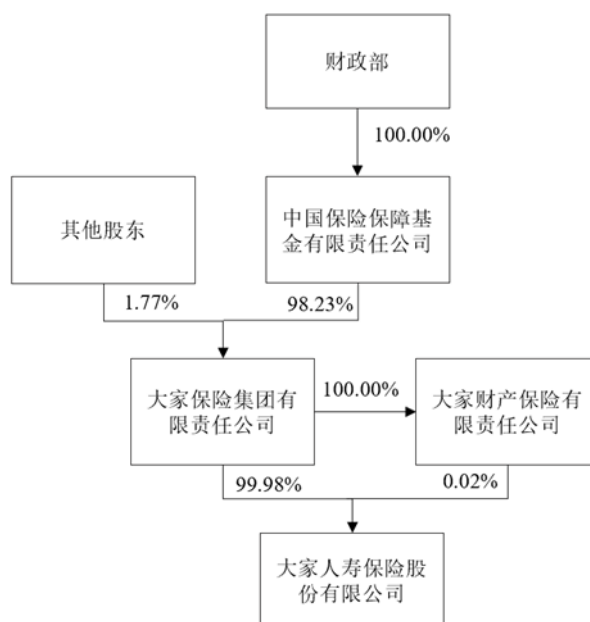 财政部
100.00%
其他股东
中国保险保障基
金有限责任公司
1.77%
98.23%
大家保险集团有
限责任公司
100.00%
大家财产保险有
限责任公司
99.98%
0.02%
大家人寿保险股
份有限公司